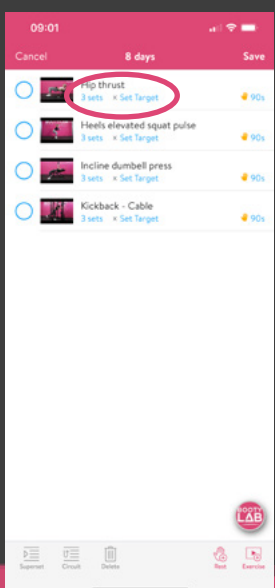 09:01
Cancel 8 days Save
Hip thrust
3 sets × Set Target 90s
Heels elevated squat pulse
3 sets × Set Target 90s
Incline dumbell press
3 sets × Set Target 90s
Kickback - Cable
3 sets × Set Target 90s
BOOTY
LAB
Superset Circuit Delete Rest Exercise